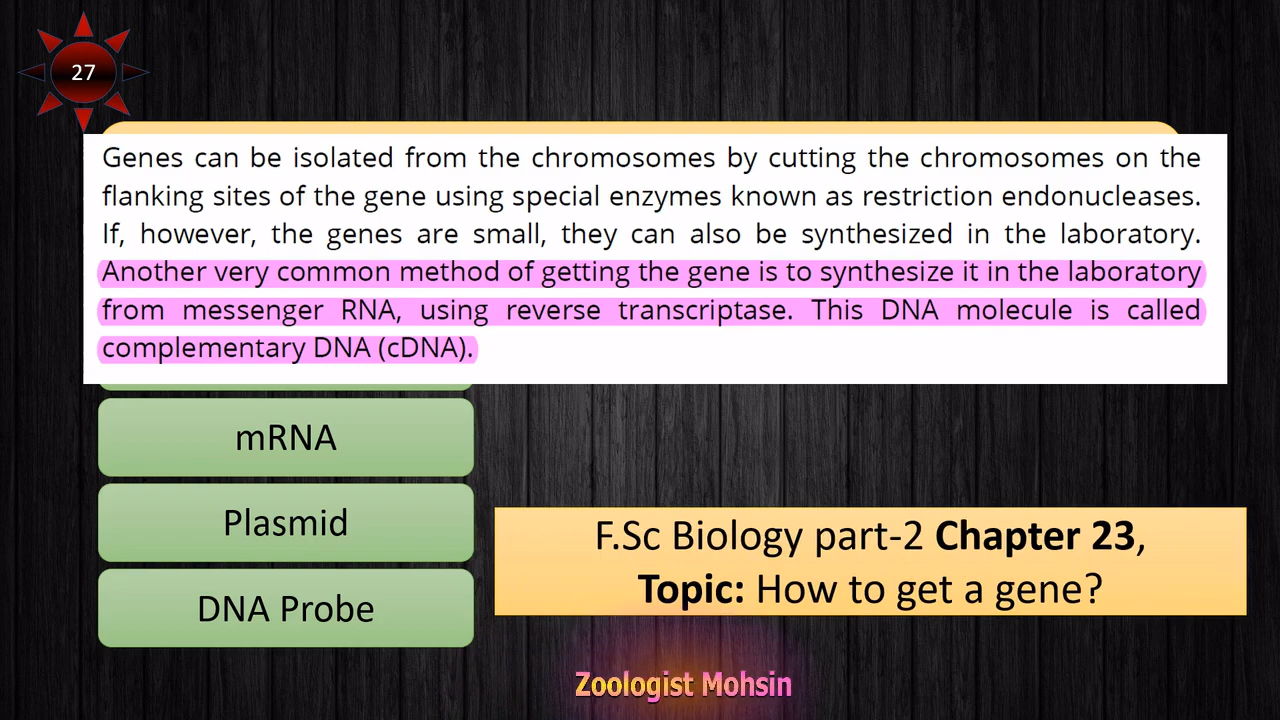 27
Genes can be isolated from the chromosomes by cutting the chromosomes on the
flanking sites of the gene using special enzymes known as restriction endonucleases.
If, however, the genes are small, they can also be synthesized in the laboratory.
Another very common method of getting the gene is to synthesize it in the laboratory
from messenger RNA, using reverse transcriptase. This DNA molecule is called
complementary DNA (cDNA).
mRNA
Plasmid
DNA Probe
F.Sc Biology part-2 Chapter 23,
Topic: How to get a gene?
Zoologist Mohsin